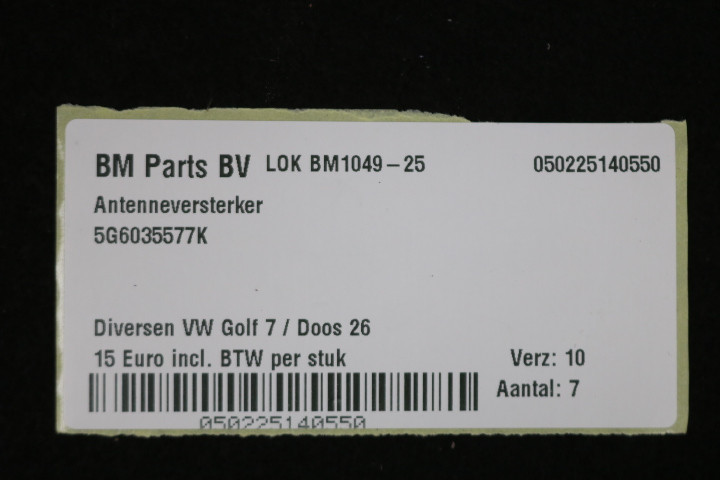 BM Parts BV LOK BM1049-25 050225140550
Antenneversterker
5G6035577K
Diversen VW Golf 7 / Doos 26
15 Euro incl. BTW per stuk Verz: 10
Aantal: 7
050225140550